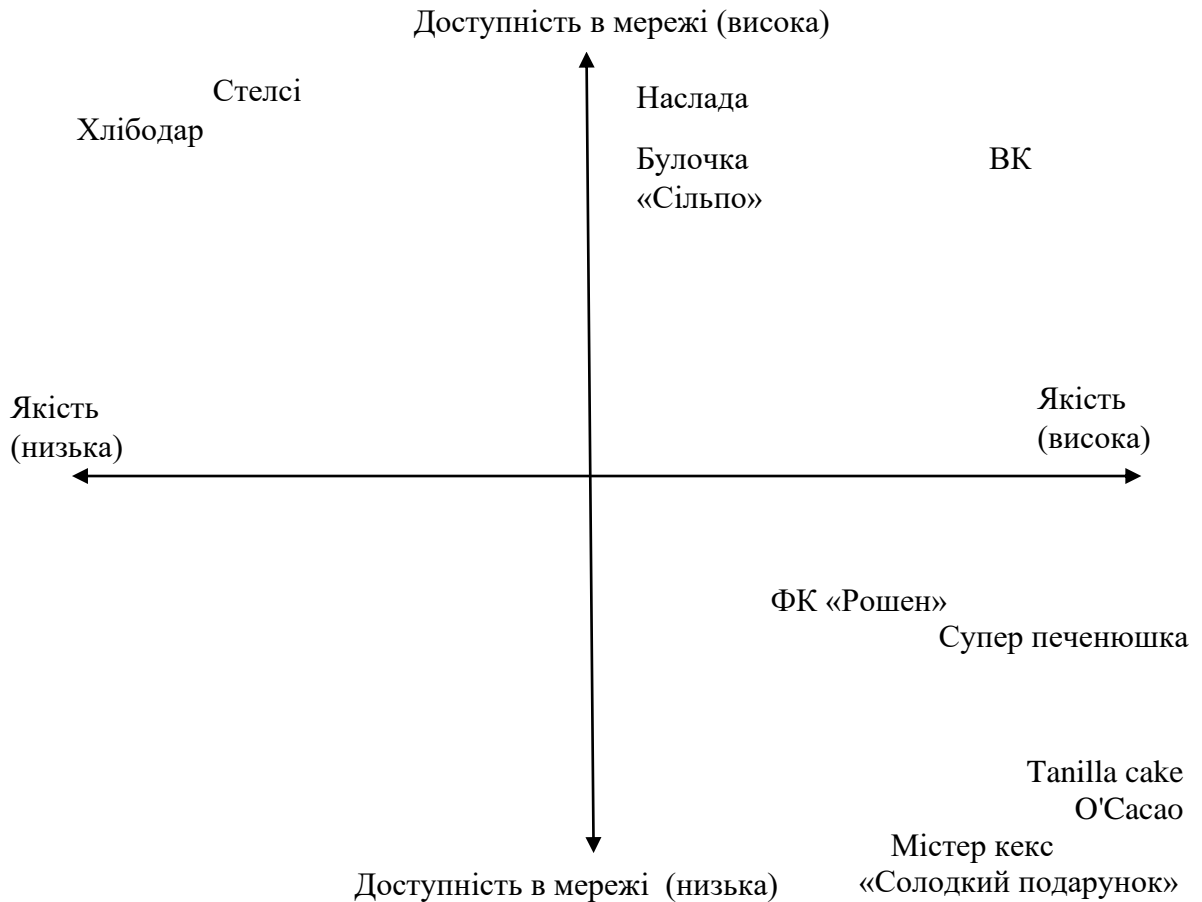 Доступність в мережі (висока)
Стелсі
Хлібодар
Наслада
Булочка
«Сільпо»
ВК
Якість
(низька)
Якість
(висока)
ФК «Рошен»
Супер печенюшка
Tanilla cake
O'Cacao
Містер кекс
«Солодкий подарунок»
Доступність в мережі (низька)